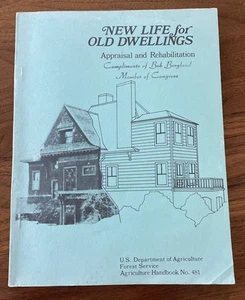 NEW LIFE for
OLD DWELLINGS
Appraisal and Rehabilitation
Compliments of Bob Bergland
Member of Congress
U.S. Department of Agriculture
Forest Service
Agriculture Handbook No. 481